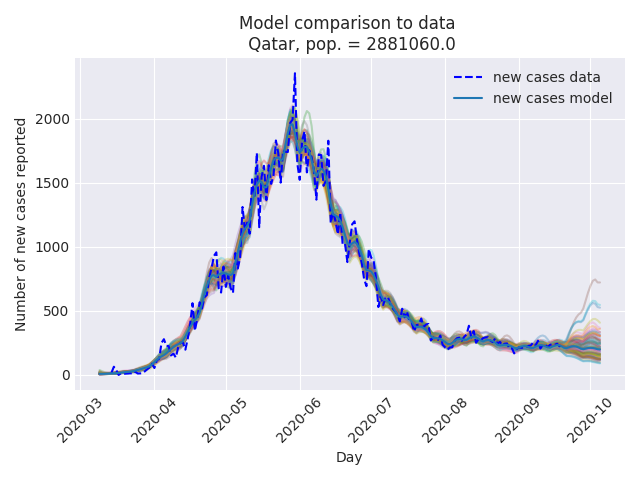 Model comparison to data
Qatar, pop. = 2881060.0
new cases data
new cases model
Number of new cases reported
2000
1500
1000
500
0
2020-03
2020-04
2020-05
2020-06
2020-07
2020-08
2020-09
2020-10
Day